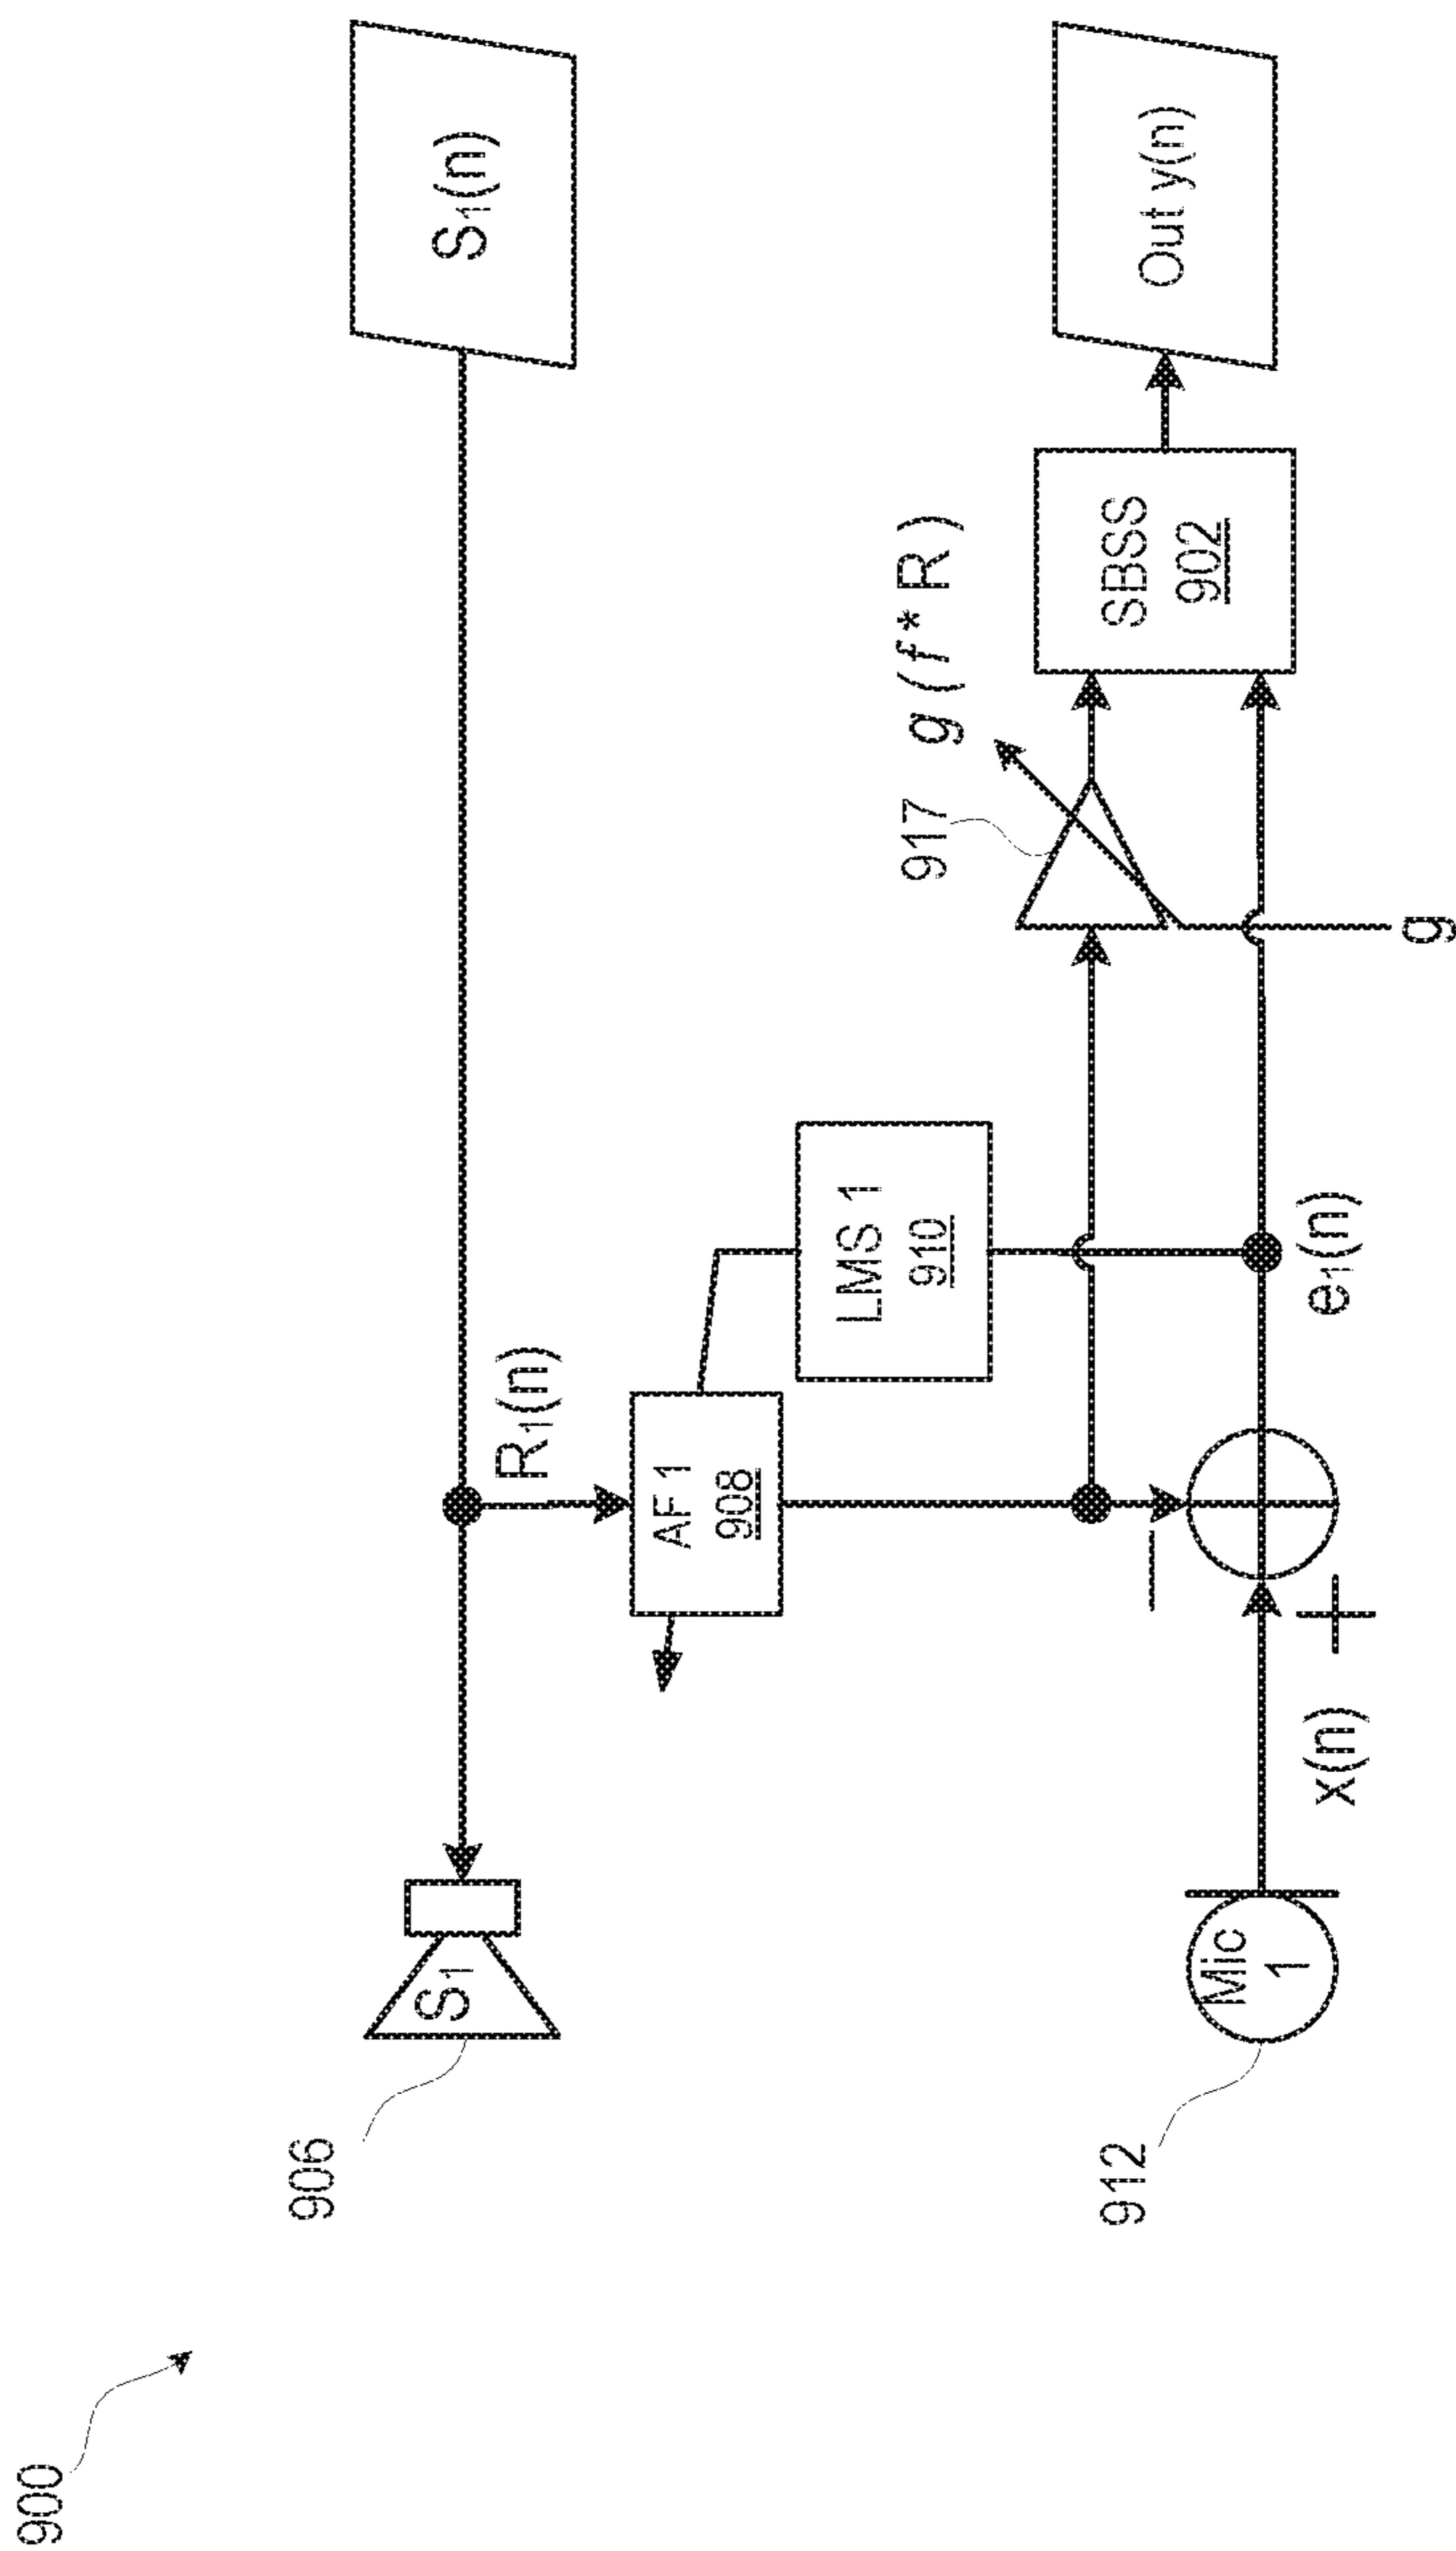 900
906
S₁
S₁(n)
R₁(n)
AF 1
908
LMS 1
910
917
g ( f * R )
SBSS
902
Out y(n)
912
Mic
1
x(n)
+
−
e₁(n)
g